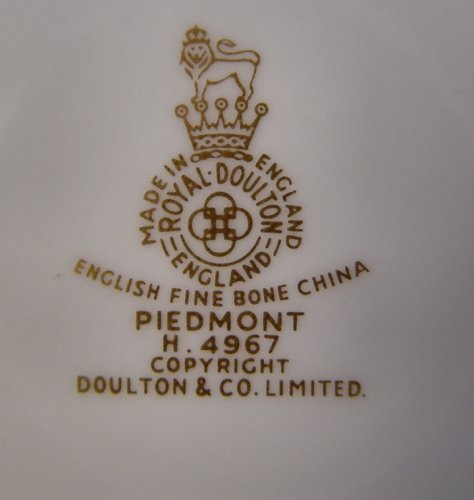 MADE IN ENGLAND
ROYAL·DOULTON
ENGLAND
ENGLISH FINE BONE CHINA
PIEDMONT
H. 4967
COPYRIGHT
DOULTON & CO. LIMITED.